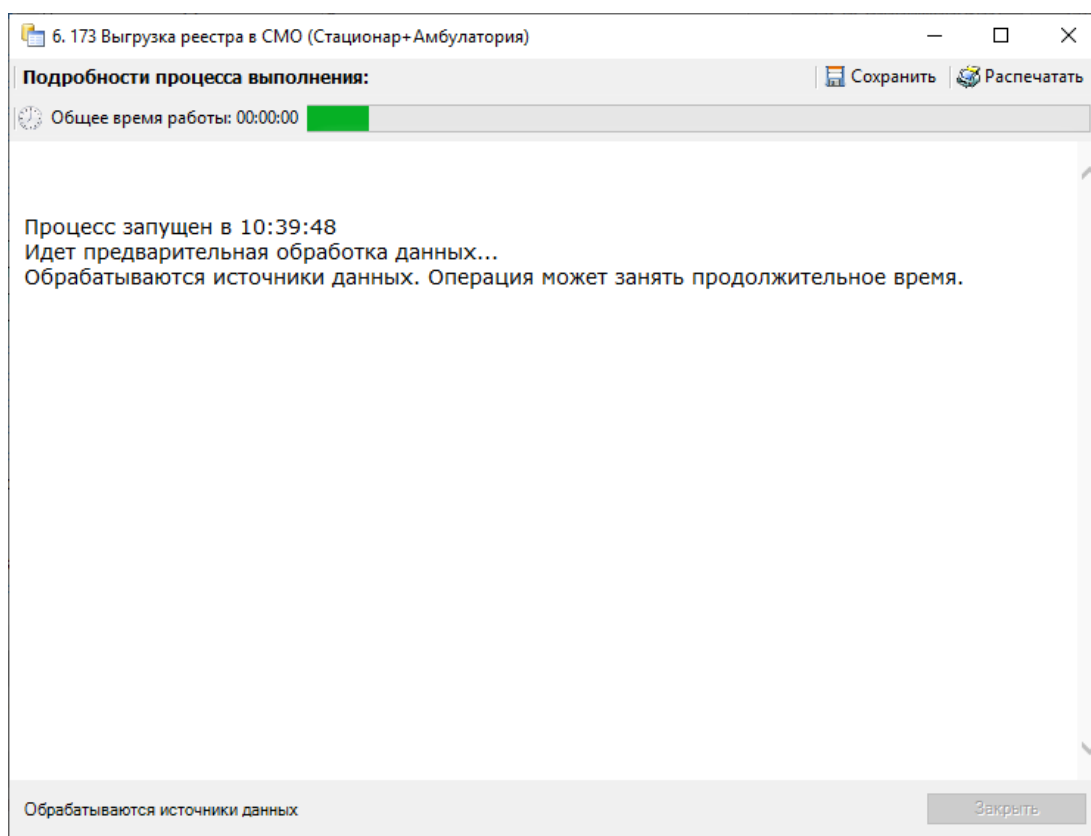 6. 173 Выгрузка реестра в СМО (Стационар+Амбулатория)
Подробности процесса выполнения:
Сохранить
Распечатать
Общее время работы: 00:00:00
Процесс запущен в 10:39:48
Идет предварительная обработка данных...
Обрабатываются источники данных. Операция может занять продолжительное время.
Обрабатываются источники данных
Закрыть